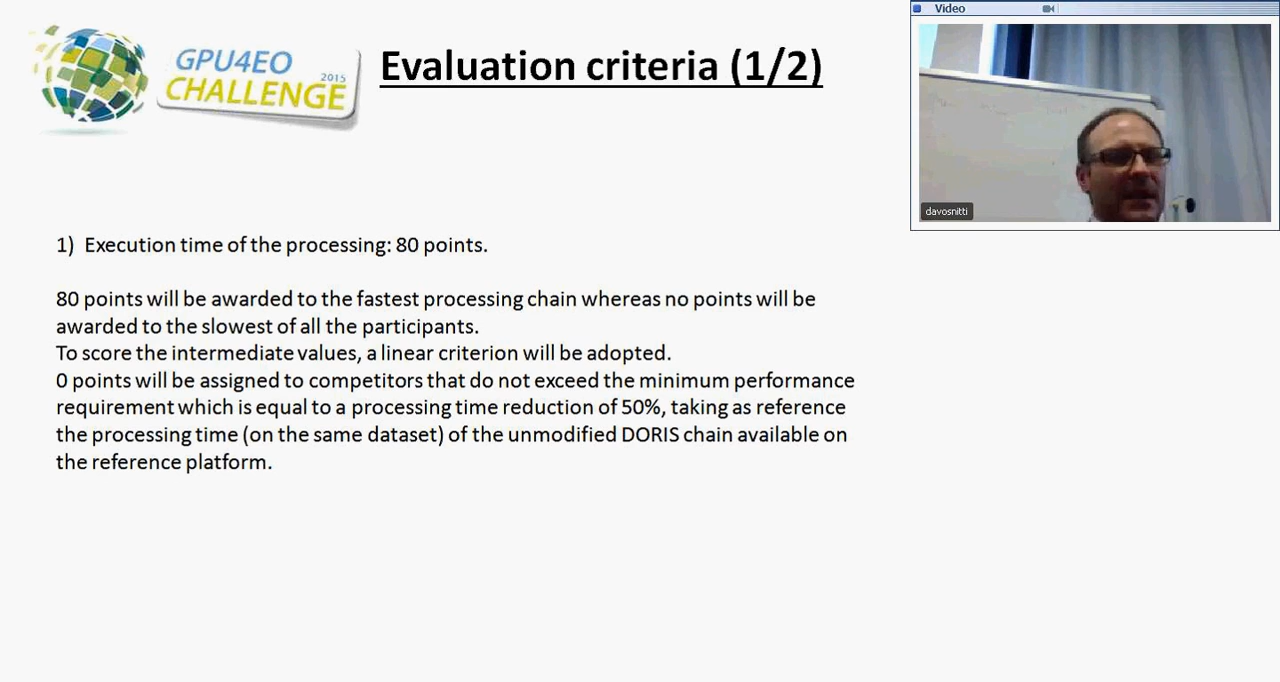 Video
GPU4EO
2015
CHALLENGE
Evaluation criteria (1/2)
davosnitti
1) Execution time of the processing: 80 points.
80 points will be awarded to the fastest processing chain whereas no points will be
awarded to the slowest of all the participants.
To score the intermediate values, a linear criterion will be adopted.
0 points will be assigned to competitors that do not exceed the minimum performance
requirement which is equal to a processing time reduction of 50%, taking as reference
the processing time (on the same dataset) of the unmodified DORIS chain available on
the reference platform.